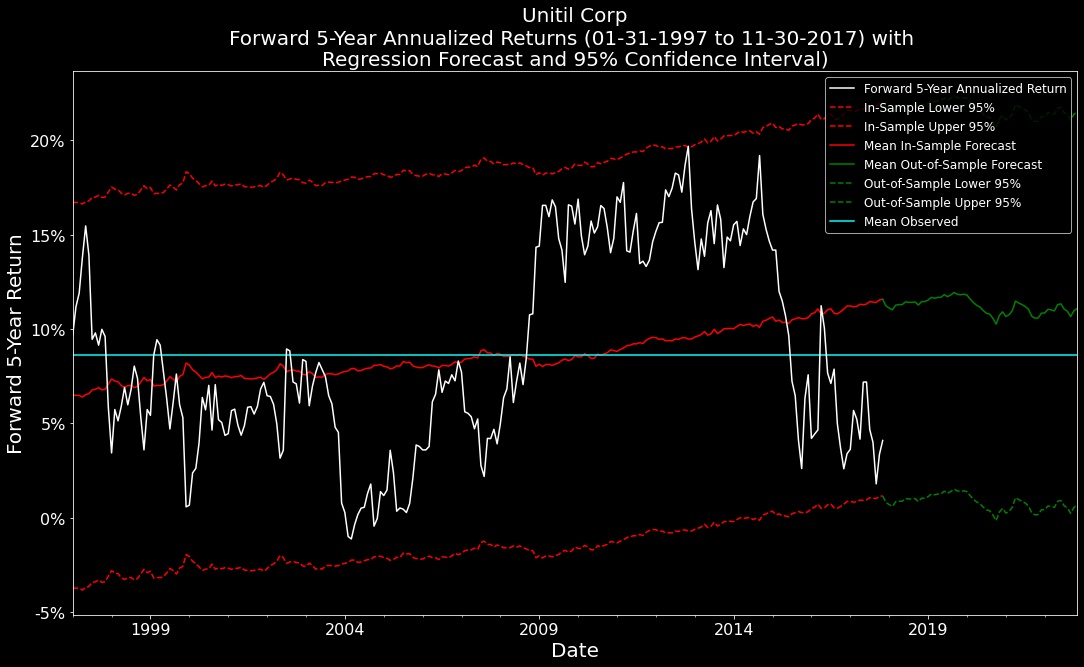 Unitil Corp
Forward 5-Year Annualized Returns (01-31-1997 to 11-30-2017) with
Regression Forecast and 95% Confidence Interval)
Forward 5-Year Annualized Return
In-Sample Lower 95%
In-Sample Upper 95%
Mean In-Sample Forecast
Mean Out-of-Sample Forecast
Out-of-Sample Lower 95%
Out-of-Sample Upper 95%
Mean Observed
Forward 5-Year Return
20%
15%
10%
5%
0%
-5%
1999
2004
2009
2014
2019
Date